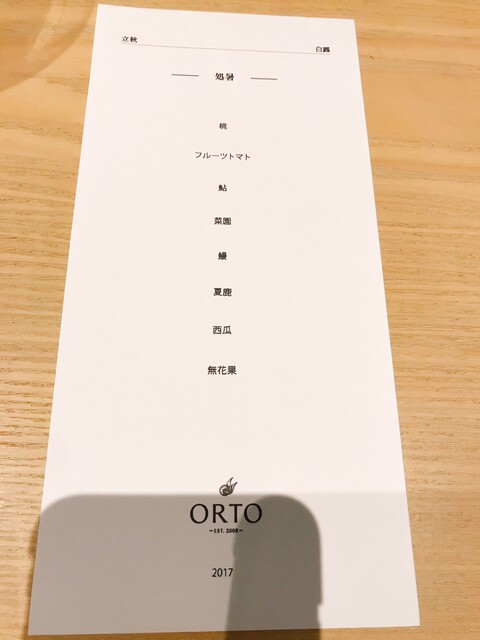 立秋
白露
処暑
桃
フルーツトマト
鮎
菜園
鰻
夏鹿
西瓜
無花果
ORTO
EST. 2008
2017